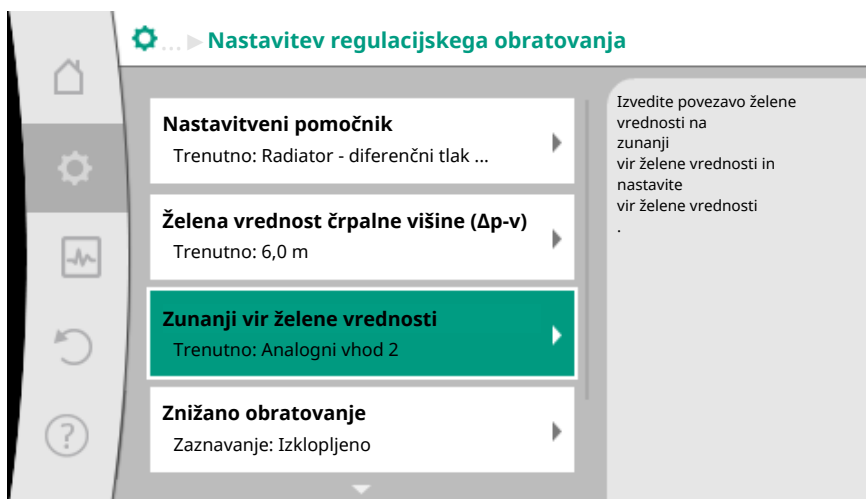 ... Nastavitev regulacijskega obratovanja
Nastavitveni pomočnik
Trenutno: Radiator - diferenčni tlak ...
Želena vrednost črpalne višine (Δp-v)
Trenutno: 6,0 m
Zunanji vir želene vrednosti
Trenutno: Analogni vhod 2
Znižano obratovanje
Zaznavanje: Izklopljeno
Izvedite povezavo želene
vrednosti na
zunanji
vir želene vrednosti in
nastavite
vir želene vrednosti
.
?